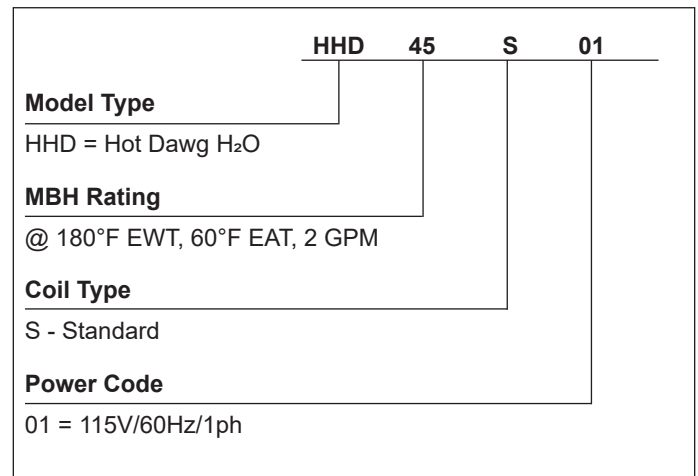 HHD 45 S 01
Model Type
HHD = Hot Dawg H₂O
MBH Rating
@ 180°F EWT, 60°F EAT, 2 GPM
Coil Type
S - Standard
Power Code
01 = 115V/60Hz/1ph